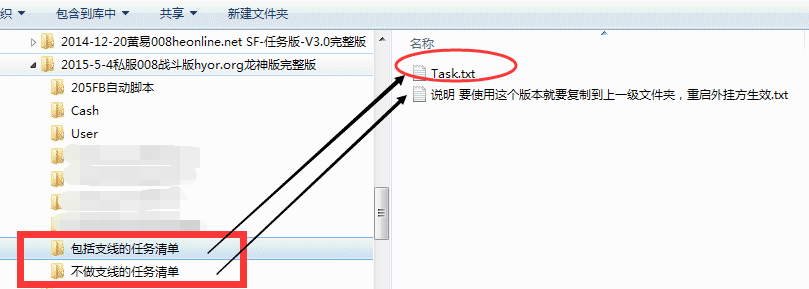 织 包含到库中 共享 新建文件夹
2014-12-20黄易008heonline.net SF-任务版-V3.0完整版
2015-5-4私服008战斗版hyor.org龙神版完整版
205FB自动脚本
Cash
User
包括支线的任务清单
不做支线的任务清单
名称
Task.txt
说明 要使用这个版本就要复制到上一级文件夹，重启外挂方生效.txt